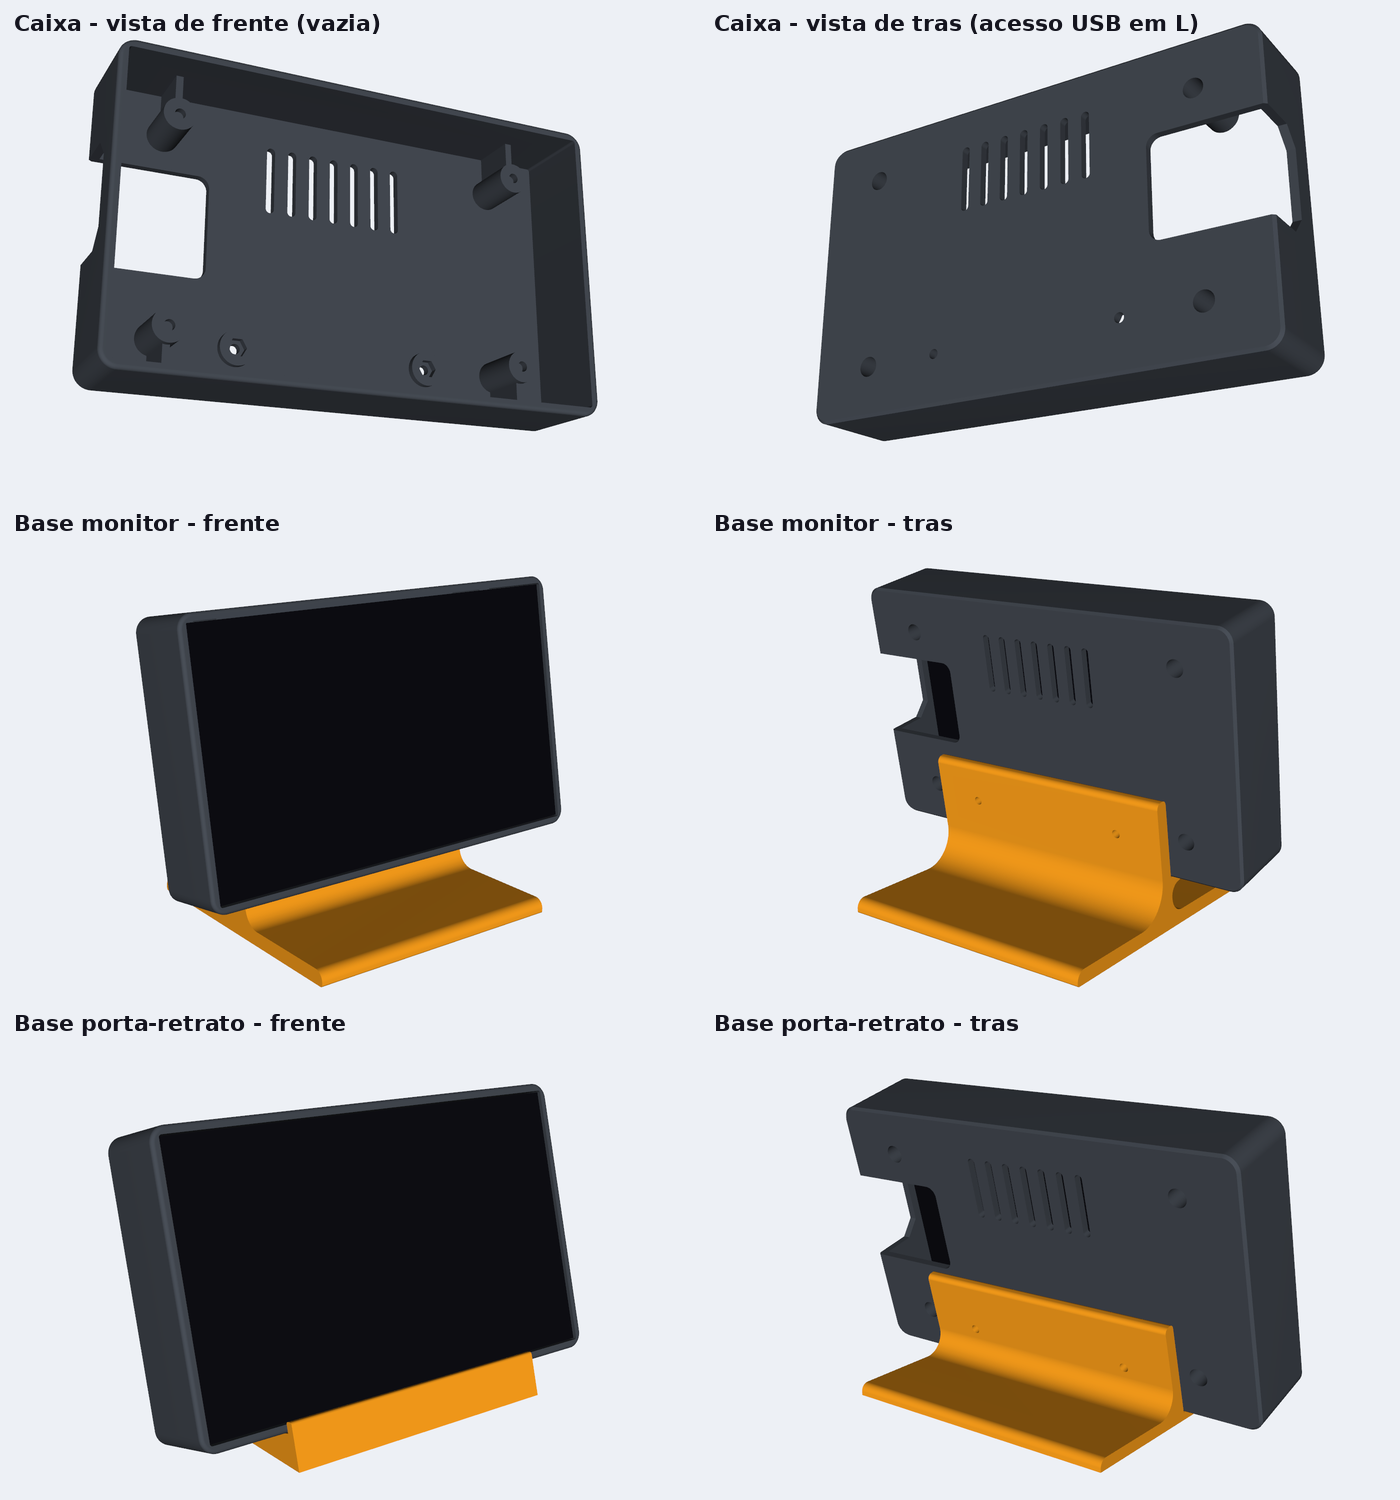 Caixa - vista de frente (vazia)
Caixa - vista de tras (acesso USB em L)
Base monitor - frente
Base monitor - tras
Base porta-retrato - frente
Base porta-retrato - tras